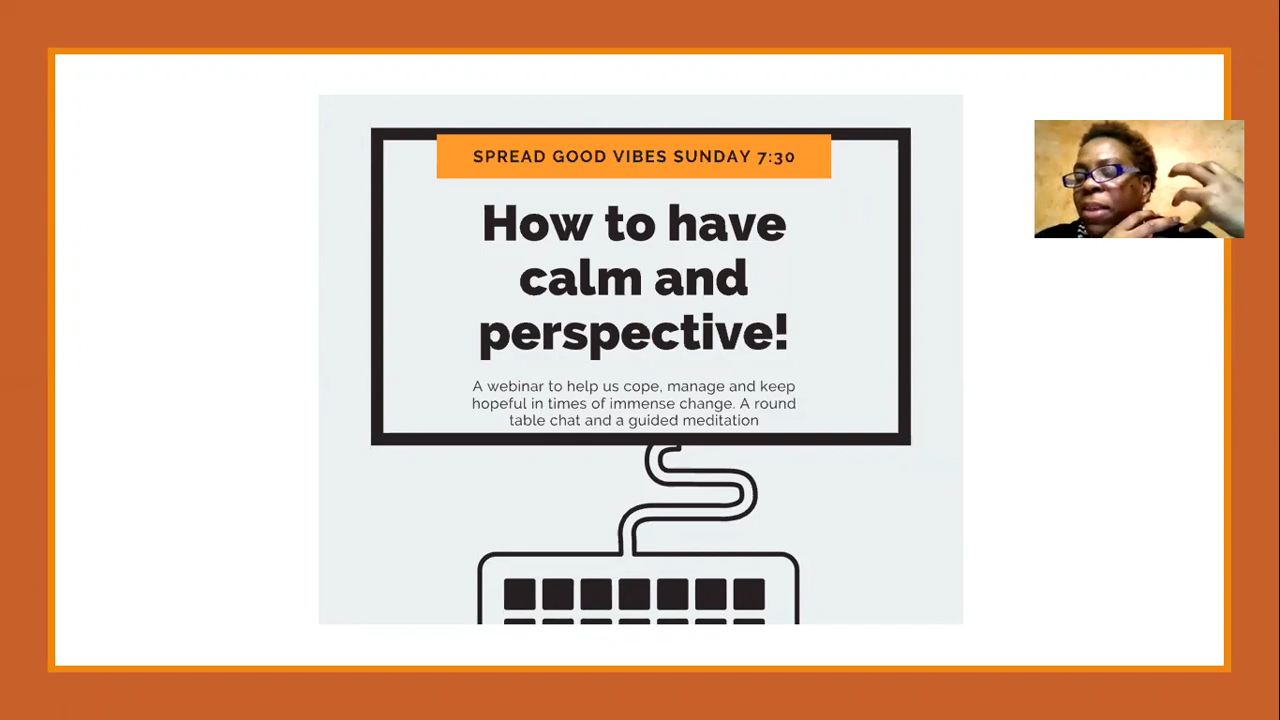 SPREAD GOOD VIBES SUNDAY 7:30
How to have
calm and
perspective!
A webinar to help us cope, manage and keep
hopeful in times of immense change. A round
table chat and a guided meditation